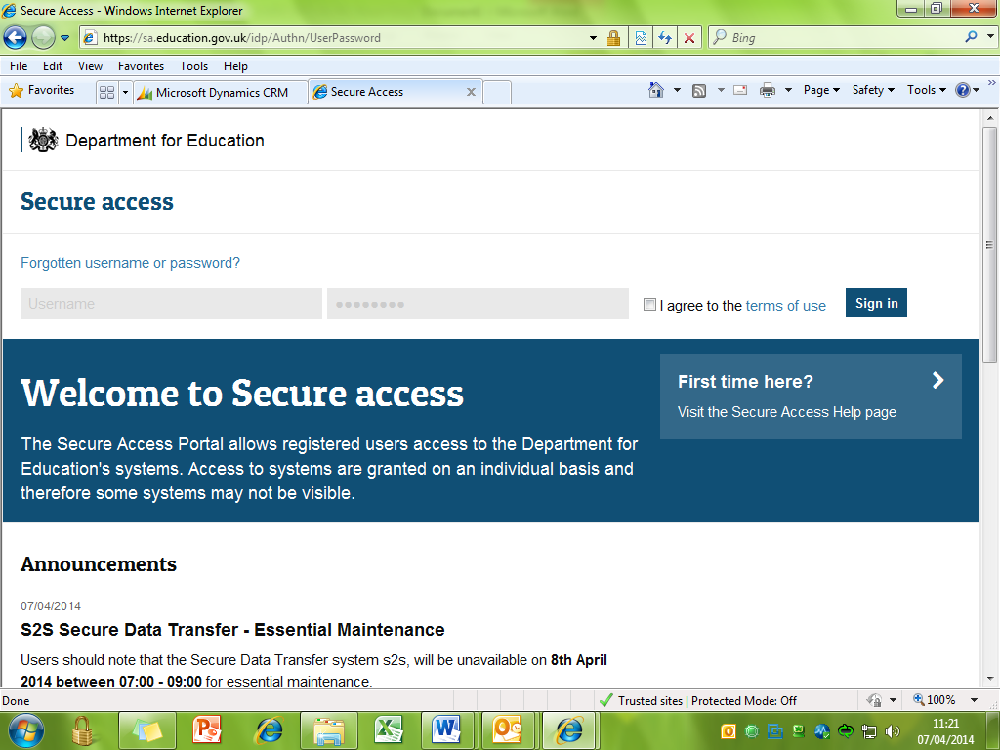 Secure Access - Windows Internet Explorer
https://sa.education.gov.uk/idp/Authn/UserPassword
Bing
File Edit View Favorites Tools Help
Favorites Microsoft Dynamics CRM Secure Access Page Safety Tools
Department for Education
Secure access
Forgotten username or password?
Username I agree to the terms of use Sign in
Welcome to Secure access
First time here?
Visit the Secure Access Help page
The Secure Access Portal allows registered users access to the Department for
Education's systems. Access to systems are granted on an individual basis and
therefore some systems may not be visible.
Announcements
07/04/2014
S2S Secure Data Transfer - Essential Maintenance
Users should note that the Secure Data Transfer system s2s, will be unavailable on 8th April
2014 between 07:00 - 09:00 for essential maintenance.
Done Trusted sites | Protected Mode: Off 100%
11:21
07/04/2014